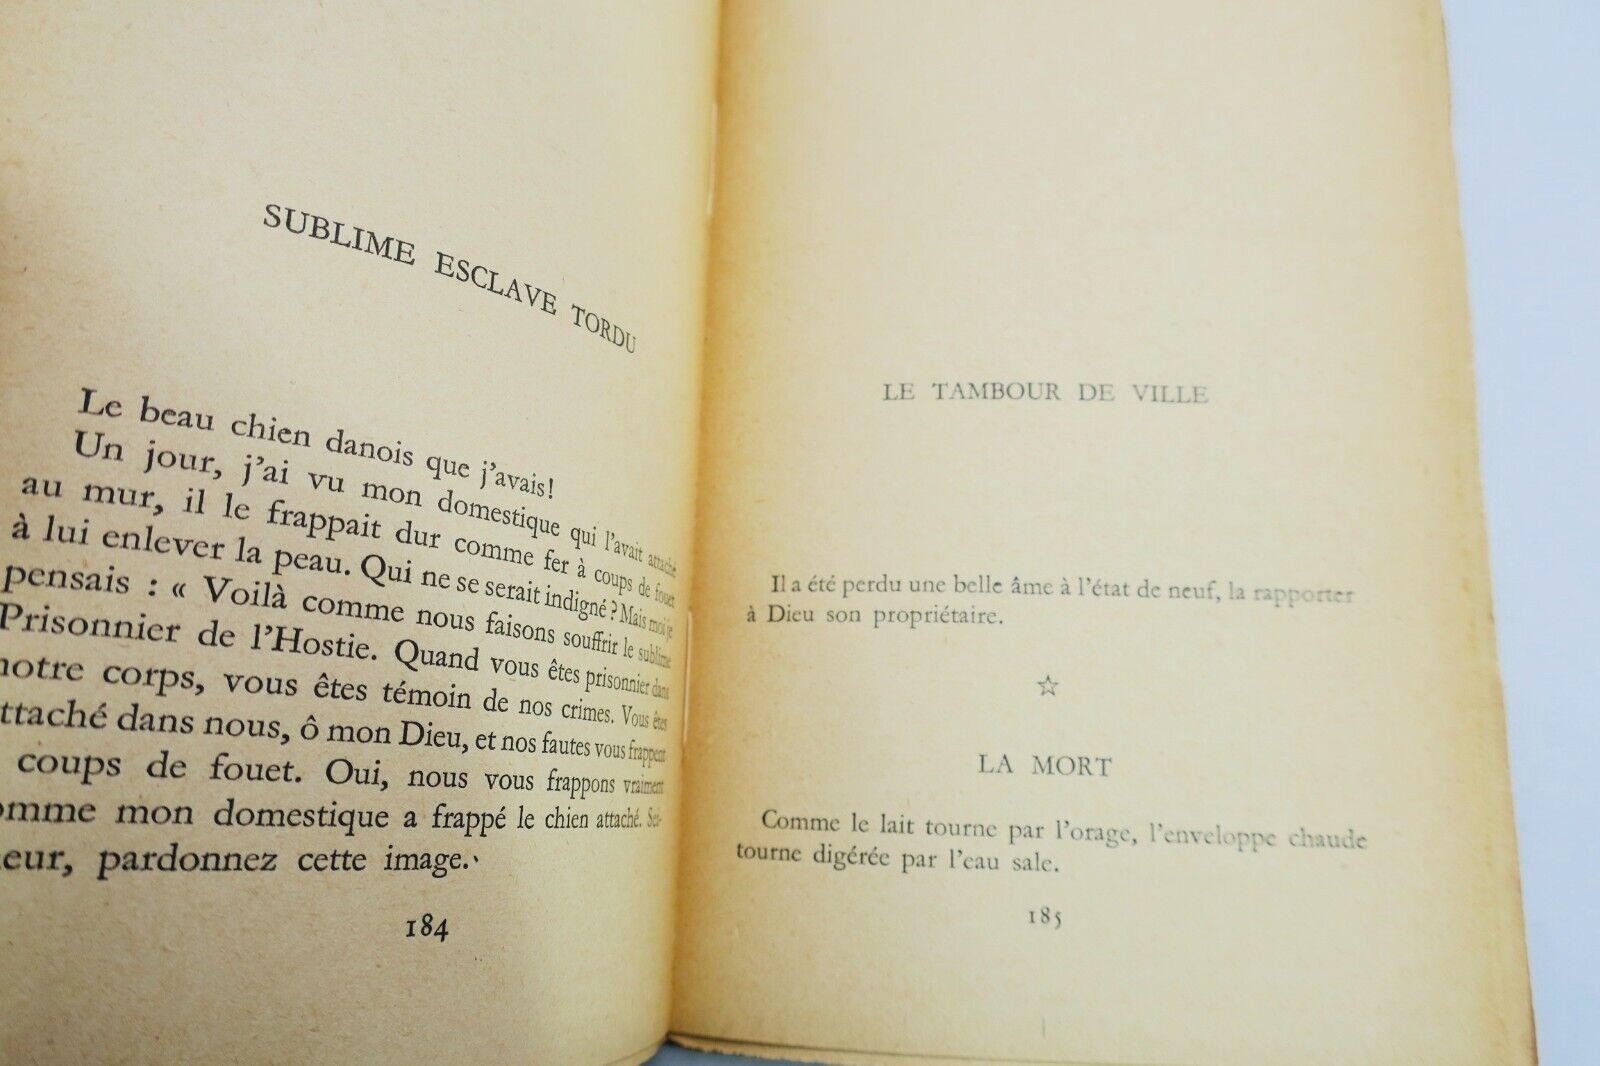 SUBLIME ESCLAVE TORDU
Le beau chien danois que j'avais!
Un jour, j'ai vu mon domestique qui l'avait attaché
au mur, il le frappait dur comme fer à coups de fouet
à lui enlever la peau. Qui ne se serait indigné? Mais moi je
pensais : « Voilà comme nous faisons souffrir le sublime
Prisonnier de l'Hostie. Quand vous êtes prisonnier dans
notre corps, vous êtes témoin de nos crimes. Vous êtes
ttaché dans nous, ô mon Dieu, et nos fautes vous frappent
coups de fouet. Oui, nous vous frappons vraiment
omme mon domestique a frappé le chien attaché. Sei-
eur, pardonnez cette image.
184
LE TAMBOUR DE VILLE
Il a été perdu une belle âme à l'état de neuf, la rapporter
à Dieu son propriétaire.
☆
LA MORT
Comme le lait tourne par l'orage, l'enveloppe chaude
tourne digérée par l'eau sale.
185